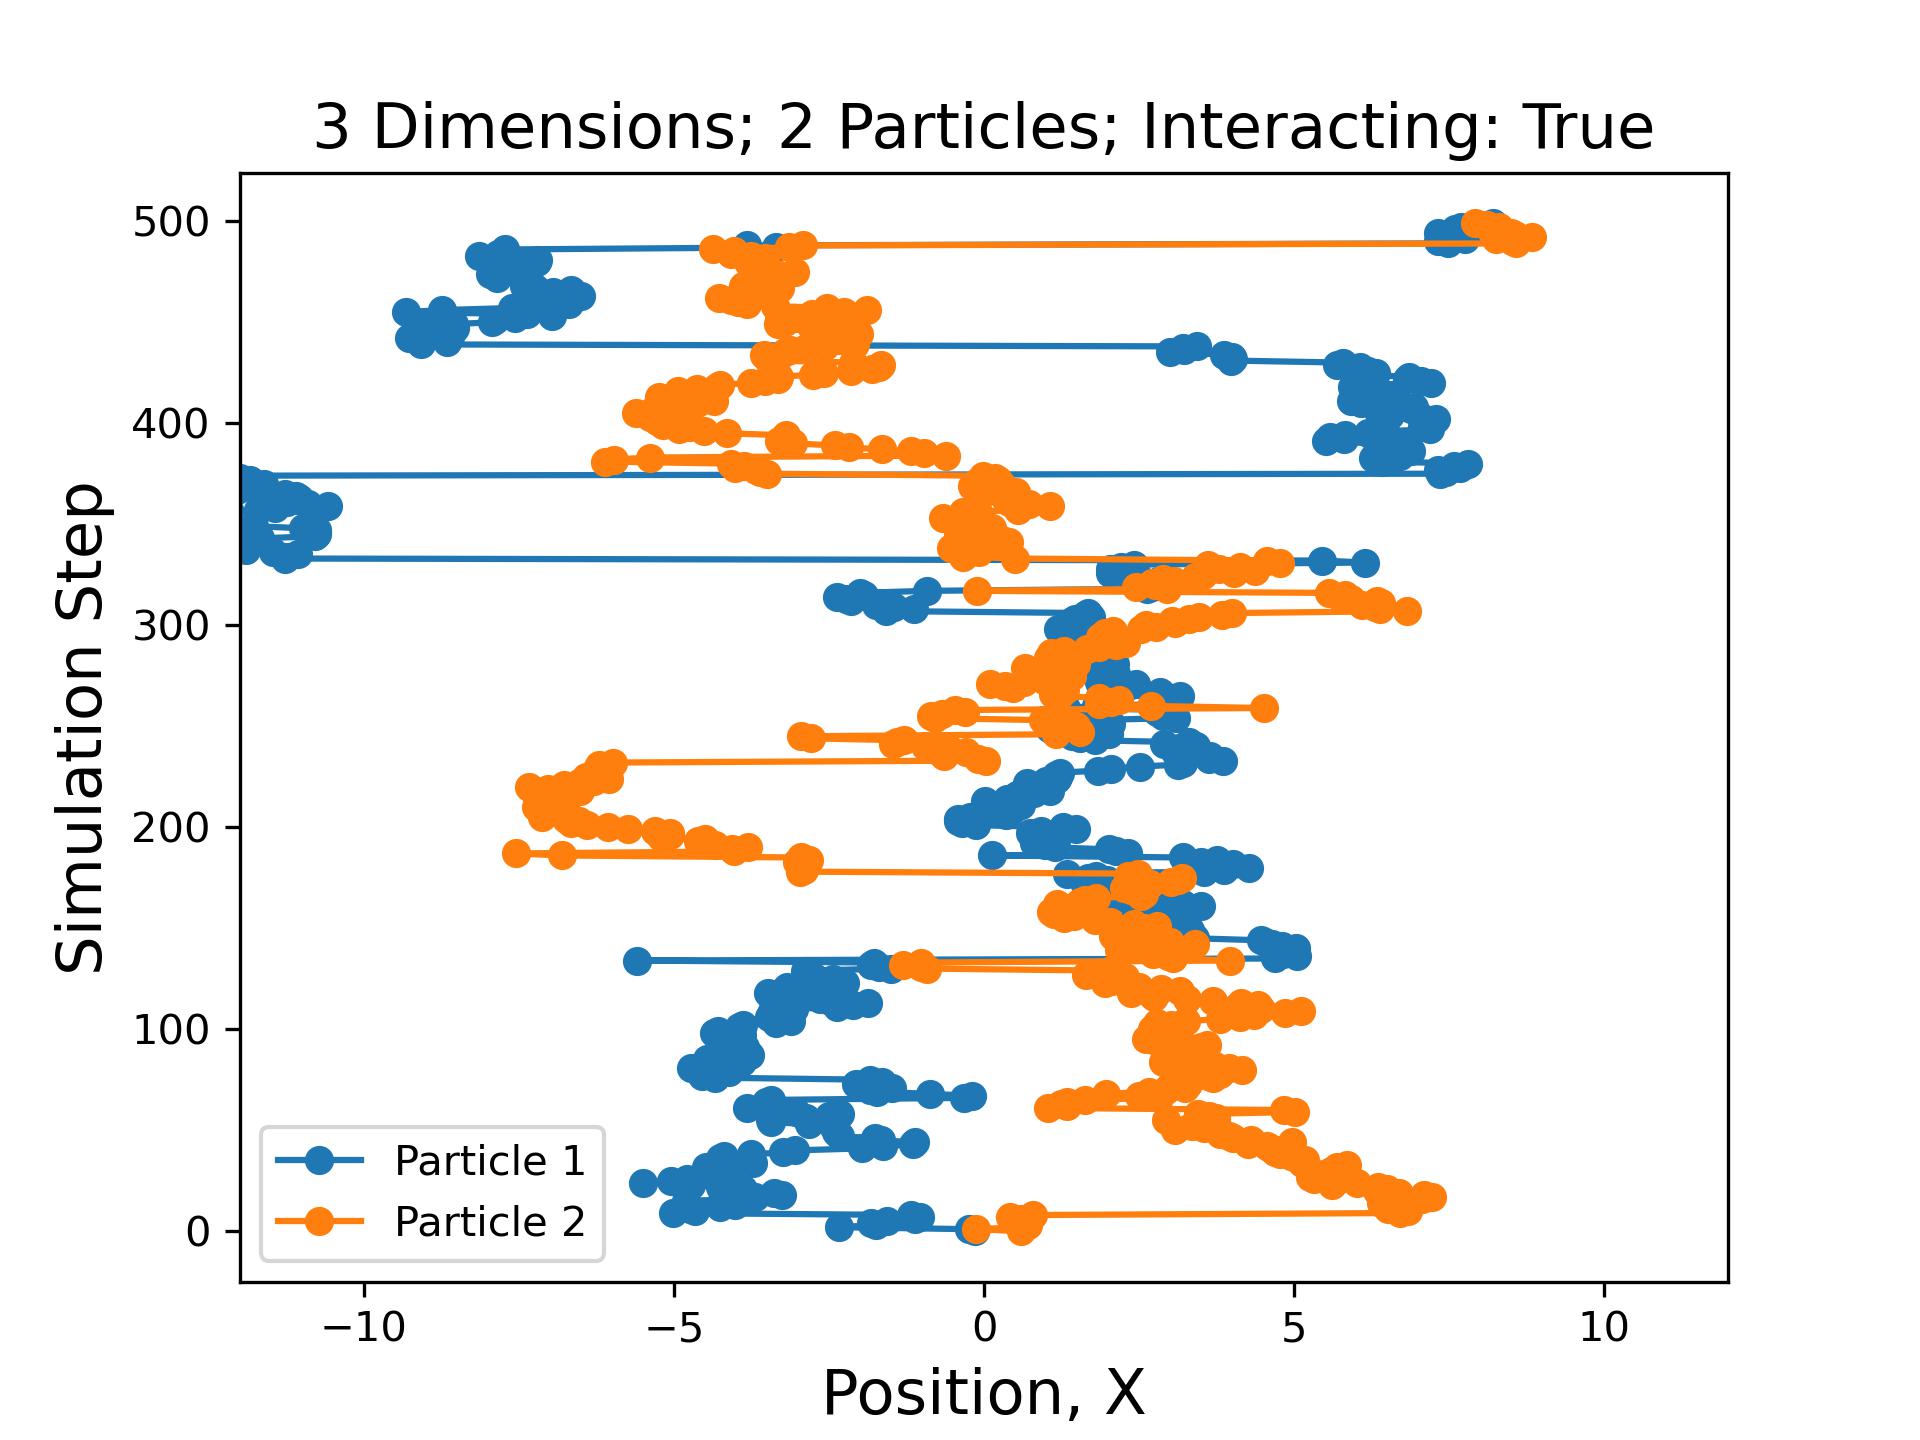 3 Dimensions; 2 Particles; Interacting: True
500
400
300
200
100
0
Simulation Step
Particle 1
Particle 2
−10
−5
0
5
10
Position, X